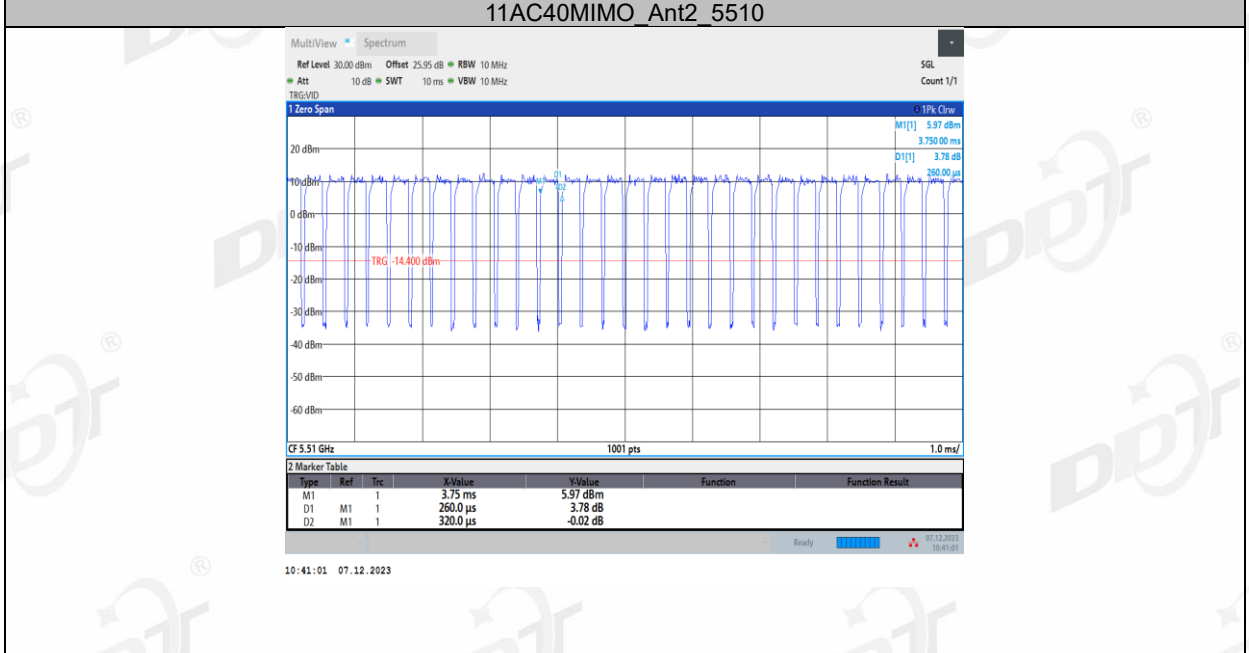 11AC40MIMO_Ant2_5510
MultiView Spectrum
Ref Level 30.00 dBm Offset 25.95 dB RBW 10 MHz SGL
Att 10 dB SWT 10 ms VBW 10 MHz Count 1/1
TRG:VID
1 Zero Span 1Pk Clrw
M1[1] 5.97 dBm
3.750 00 ms
20 dBm
D1[1] 3.78 dB
260.00 µs
10 dBm
M1
D1
D2
0 dBm
-10 dBm
TRG -14.400 dBm
-20 dBm
-30 dBm
-40 dBm
-50 dBm
-60 dBm
CF 5.51 GHz 1001 pts 1.0 ms/
2 Marker Table
Type Ref Trc X-Value Y-Value Function Function Result
M1 1 3.75 ms 5.97 dBm
D1 M1 1 260.0 µs 3.78 dB
D2 M1 1 320.0 µs -0.02 dB
Ready 07.12.2023
10:41:01
10:41:01 07.12.2023